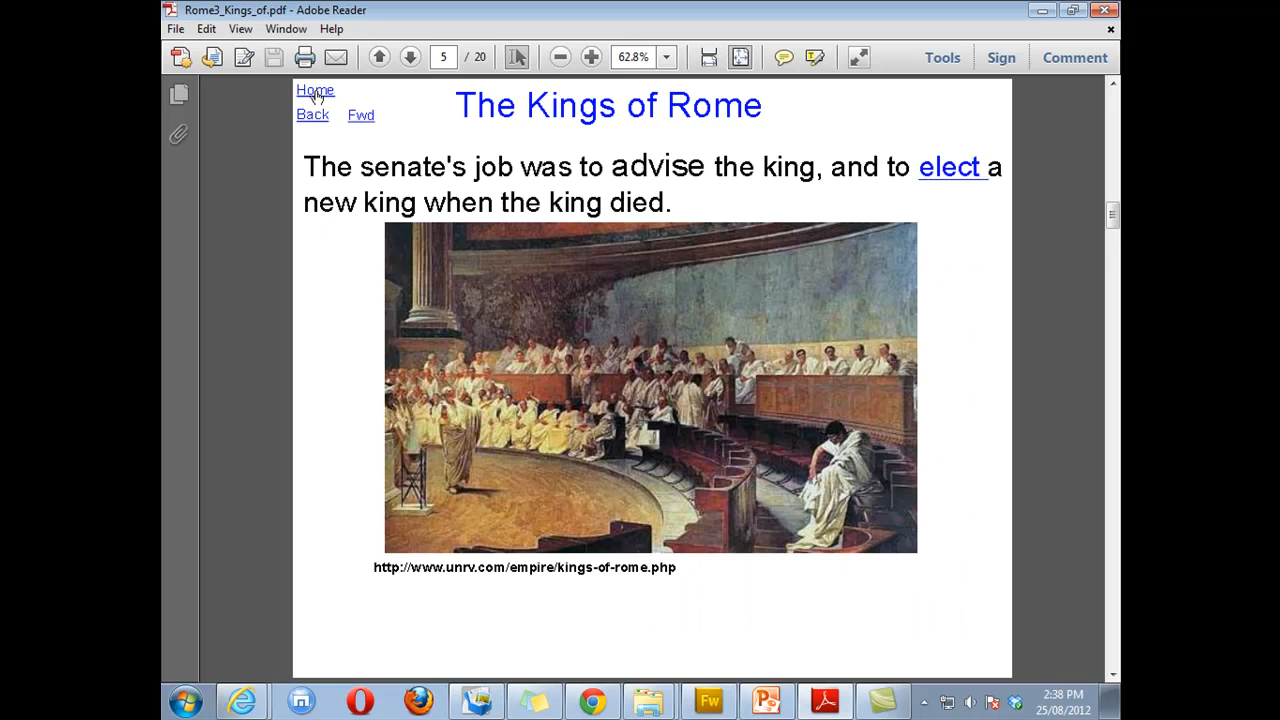 Rome3_Kings_of.pdf - Adobe Reader
File Edit View Window Help
5 / 20 62.8% Tools Sign Comment
Home
Back Fwd
The Kings of Rome
The senate's job was to advise the king, and to elect a
new king when the king died.
http://www.unrv.com/empire/kings-of-rome.php
Fw
2:38 PM
25/08/2012